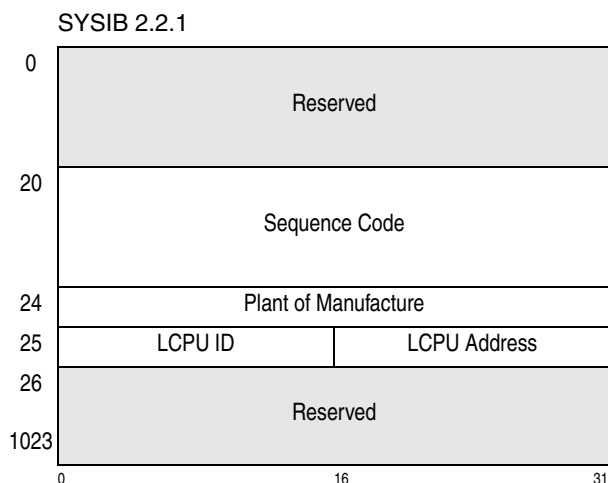 SYSIB 2.2.1
0
Reserved
20
Sequence Code
24
Plant of Manufacture
25
LCPU ID
LCPU Address
26
Reserved
1023
0
16
31